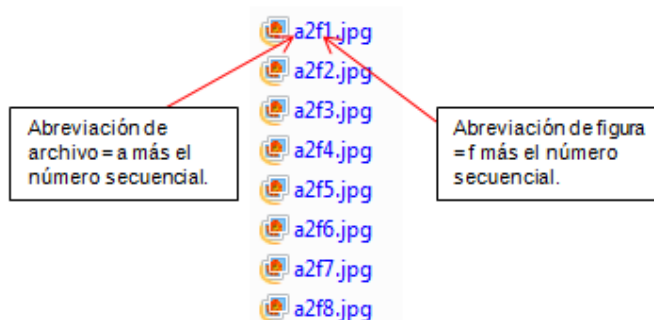 a2f1.jpg
a2f2.jpg
a2f3.jpg
a2f4.jpg
a2f5.jpg
a2f6.jpg
a2f7.jpg
a2f8.jpg
Abreviación de
archivo = a más el
número secuencial.
Abreviación de figura
= f más el número
secuencial.